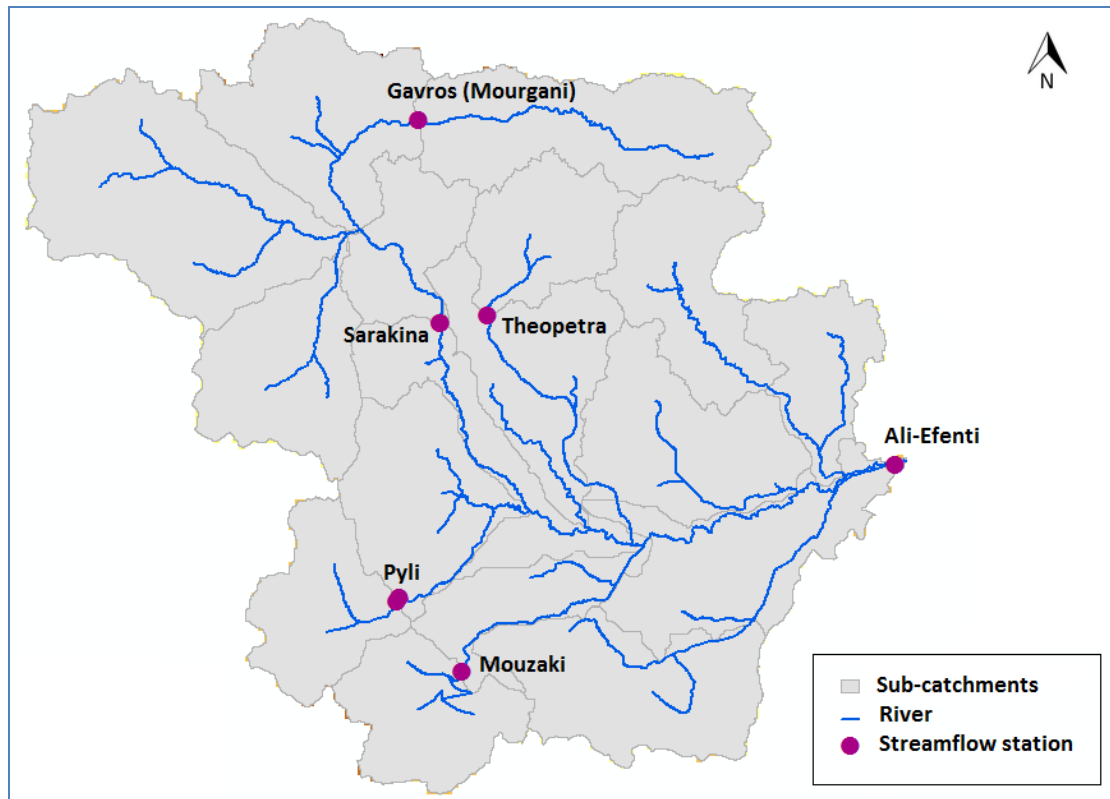 N
Gavros (Mourgani)
Sarakina
Theopetra
Ali-Efenti
Pyli
Mouzaki
Sub-catchments
River
Streamflow station